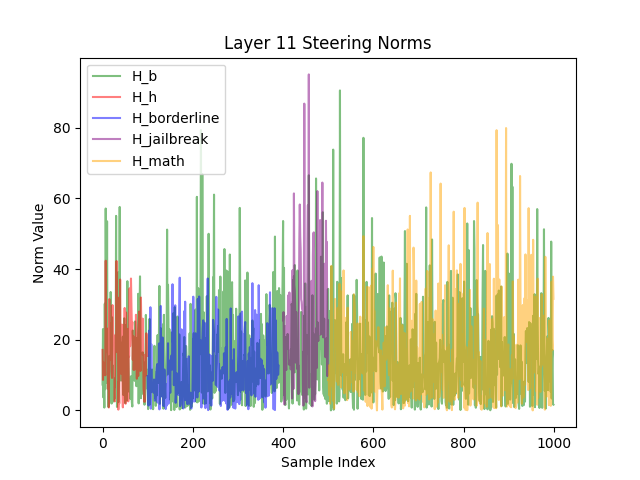 Layer 11 Steering Norms
H_b
H_h
H_borderline
H_jailbreak
H_math
Norm Value
80
60
40
20
0
0 200 400 600 800 1000
Sample Index